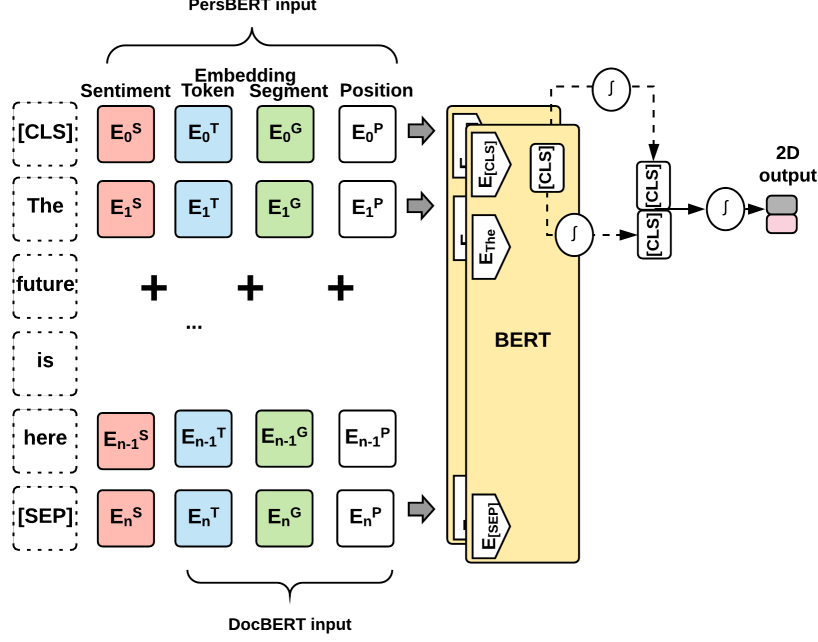 PersBERT input
Embedding
Sentiment Token Segment Position
[CLS] E₀ˢ E₀ᵀ E₀ᴳ E₀ᴾ
The E₁ˢ E₁ᵀ E₁ᴳ E₁ᴾ
future + + +
...
is
here Eₙ₋₁ˢ Eₙ₋₁ᵀ Eₙ₋₁ᴳ Eₙ₋₁ᴾ
[SEP] Eₙˢ Eₙᵀ Eₙᴳ Eₙᴾ
DocBERT input
E[CLS]
[CLS]
EThe
BERT
E[SEP]
∫
∫
[CLS]
[CLS]
∫
2D
output